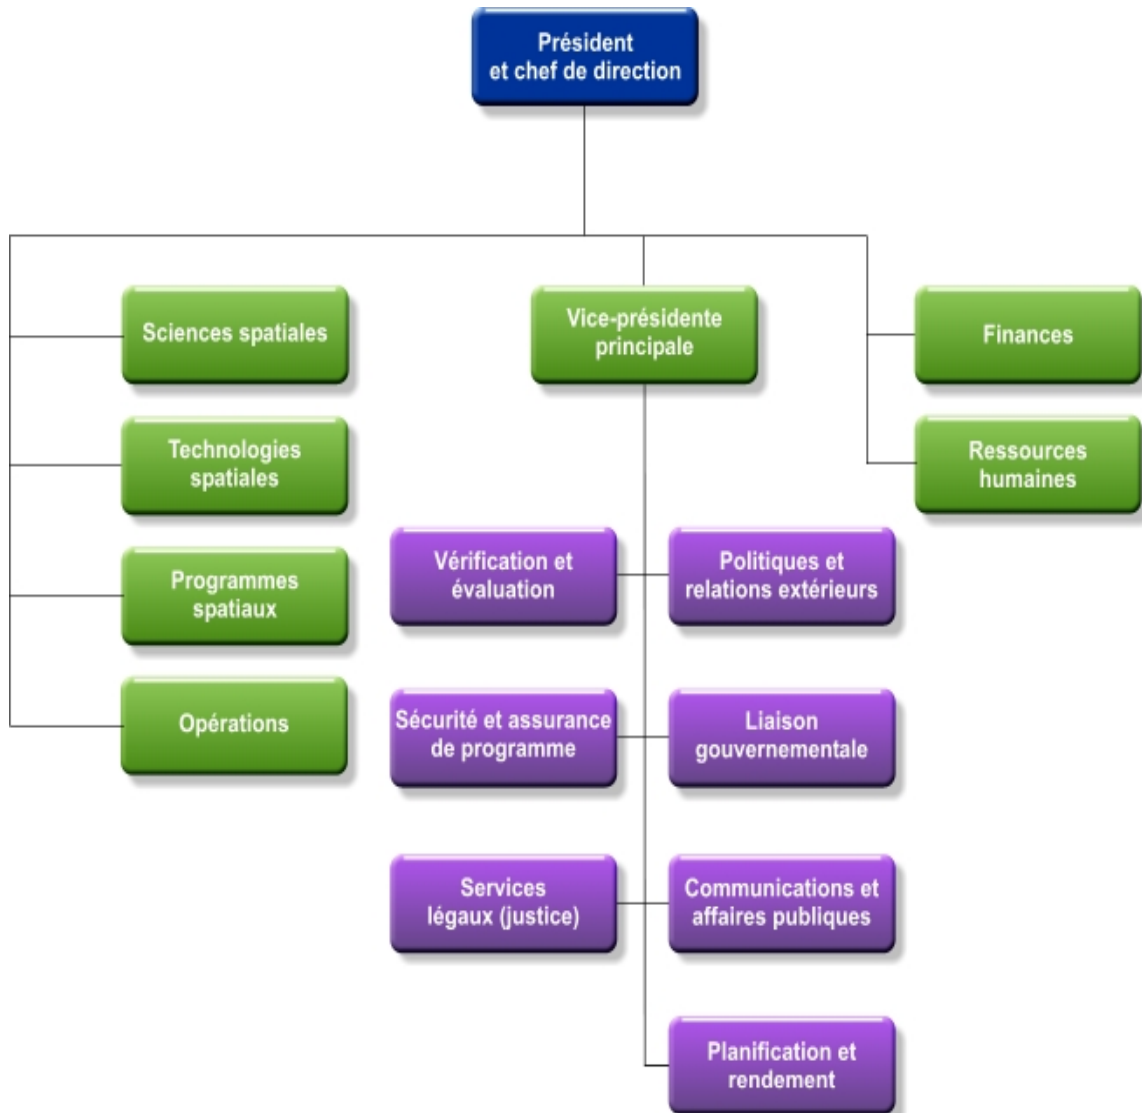 Président
et chef de direction
Sciences spatiales
Vice-présidente
principale
Finances
Technologies
spatiales
Ressources
humaines
Programmes
spatiaux
Vérification et
évaluation
Politiques et
relations extérieurs
Opérations
Sécurité et assurance
de programme
Liaison
gouvernementale
Services
légaux (justice)
Communications et
affaires publiques
Planification et
rendement